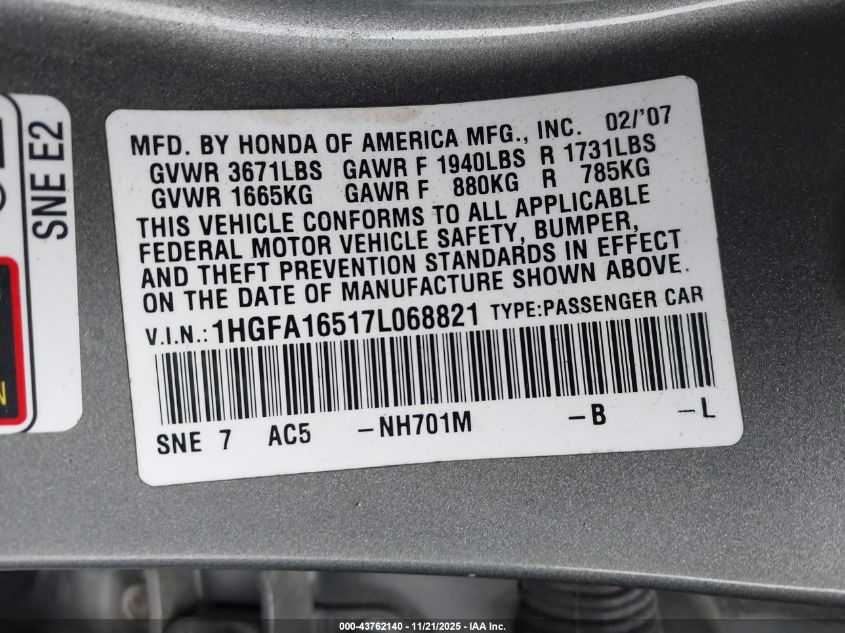 SNE E2
MFD. BY HONDA OF AMERICA MFG., INC. 02/'07
GVWR 3671LBS GAWR F 1940LBS R 1731LBS
GVWR 1665KG GAWR F 880KG R 785KG
THIS VEHICLE CONFORMS TO ALL APPLICABLE
FEDERAL MOTOR VEHICLE SAFETY, BUMPER,
AND THEFT PREVENTION STANDARDS IN EFFECT
ON THE DATE OF MANUFACTURE SHOWN ABOVE.
V.I.N.: 1HGFA16517L068821 TYPE:PASSENGER CAR
SNE 7 AC5 -NH701M -B -L
000-43762140 - 11/21/2025 - IAA Inc.